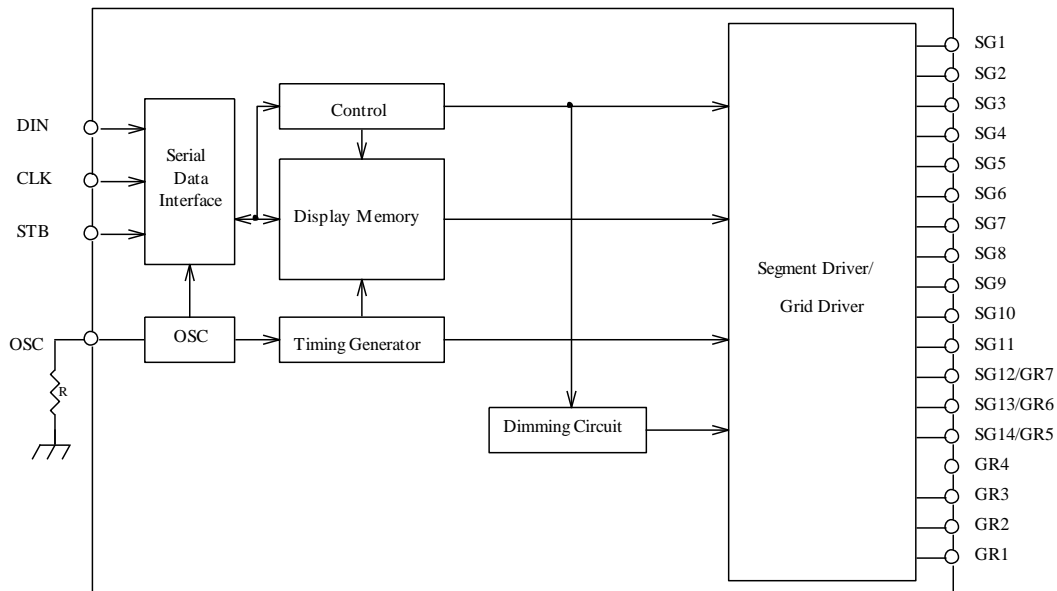 DIN
CLK
STB
OSC
R
Serial
Data
Interface
OSC
Control
Display Memory
Timing Generator
Dimming Circuit
Segment Driver/
Grid Driver
SG1
SG2
SG3
SG4
SG5
SG6
SG7
SG8
SG9
SG10
SG11
SG12/GR7
SG13/GR6
SG14/GR5
GR4
GR3
GR2
GR1